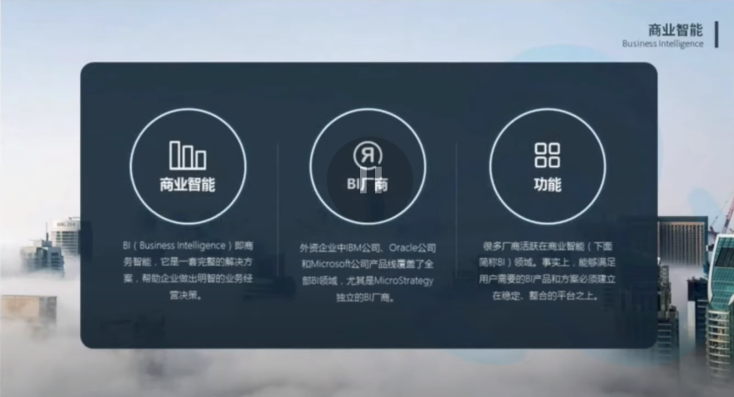 商业智能
Business Intelligence
商业智能
BI（Business Intelligence）即商
务智能，它是一套完整的解决方
案，帮助企业做出明智的业务经
营决策。
BI厂商
外资企业中IBM公司、Oracle公司
和Microsoft公司产品线覆盖了全
部BI领域，尤其是MicroStrategy
独立的BI厂商。
功能
很多厂商活跃在商业智能（下面
简称BI）领域。事实上，能够满足
用户需要的BI产品和方案必须建立
在稳定、整合的平台之上。